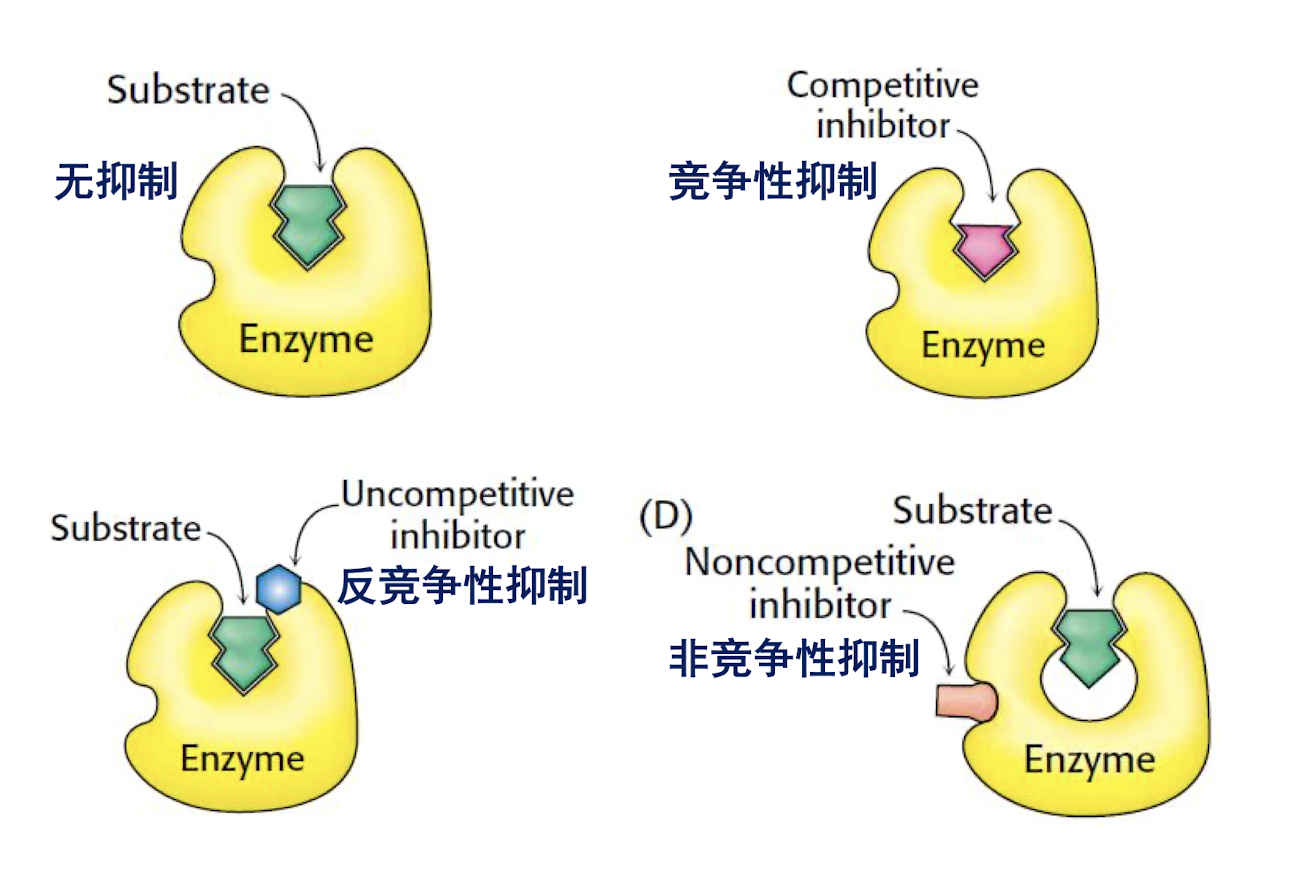 Substrate
无抑制
Enzyme
Competitive
inhibitor
竞争性抑制
Enzyme
Substrate
Uncompetitive
inhibitor
反竞争性抑制
Enzyme
(D)
Substrate
Noncompetitive
inhibitor
非竞争性抑制
Enzyme